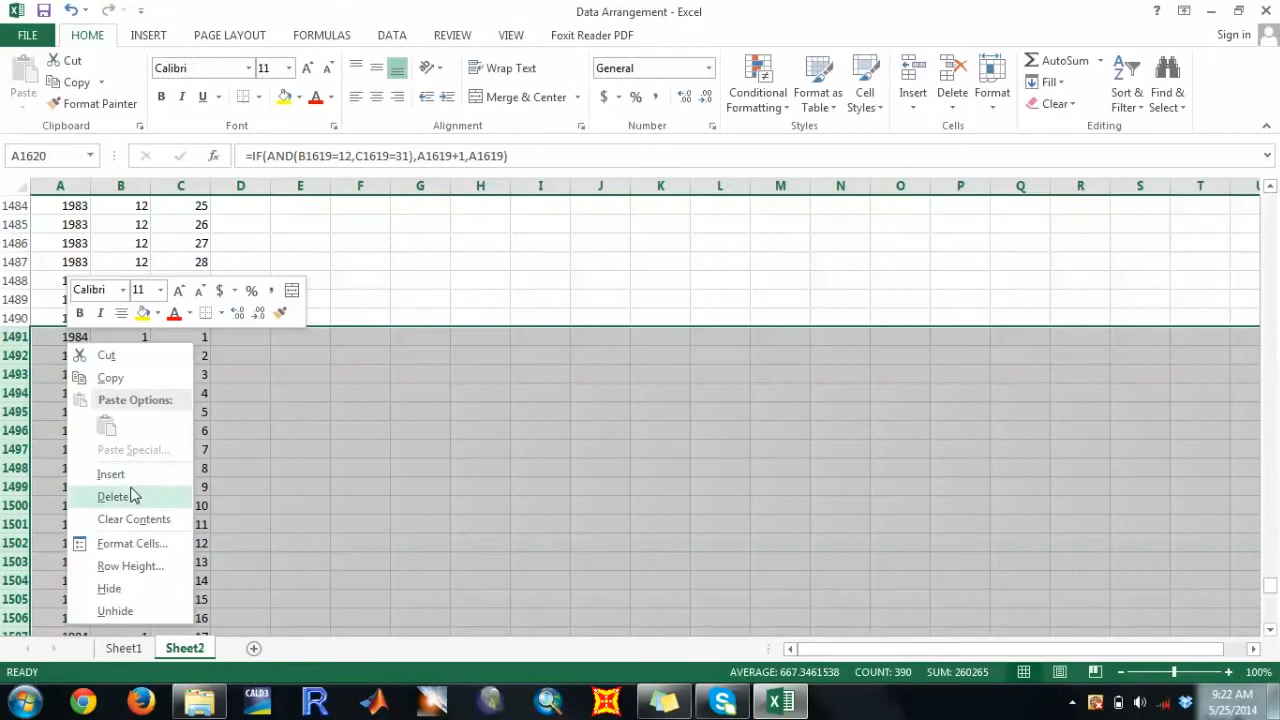 Data Arrangement - Excel
?
FILE HOME INSERT PAGE LAYOUT FORMULAS DATA REVIEW VIEW Foxit Reader PDF Sign in
Paste Cut Copy Format Painter
Calibri 11 B I U A
Wrap Text Merge & Center
General $ % ,
Conditional Formatting Format as Table Cell Styles
Insert Delete Format
AutoSum Fill Clear Sort & Filter Find & Select
Clipboard Font Alignment Number Styles Cells Editing
A1620 fx =IF(AND(B1619=12,C1619=31),A1619+1,A1619)
A B C D E F G H I J K L M N O P Q R S T
1484 1983 12 25
1485 1983 12 26
1486 1983 12 27
1487 1983 12 28
1488
Calibri 11 A A $ % ,
1489
B I A
1490
1491 1984 1 1
1492 2
Cut
1493 3
Copy
1494 4
Paste Options:
1495 5
1496 6
1497 7
Paste Special...
1498 8
Insert
1499 9
Delete
1500 10
1501 11
Clear Contents
1502 12
Format Cells...
1503 13
Row Height...
1504 14
Hide
1505 15
Unhide
1506 16
1507 1984 1 17
Sheet1 Sheet2
READY AVERAGE: 667.3461538 COUNT: 390 SUM: 260265 100%
CALD3
9:22 AM
5/25/2014